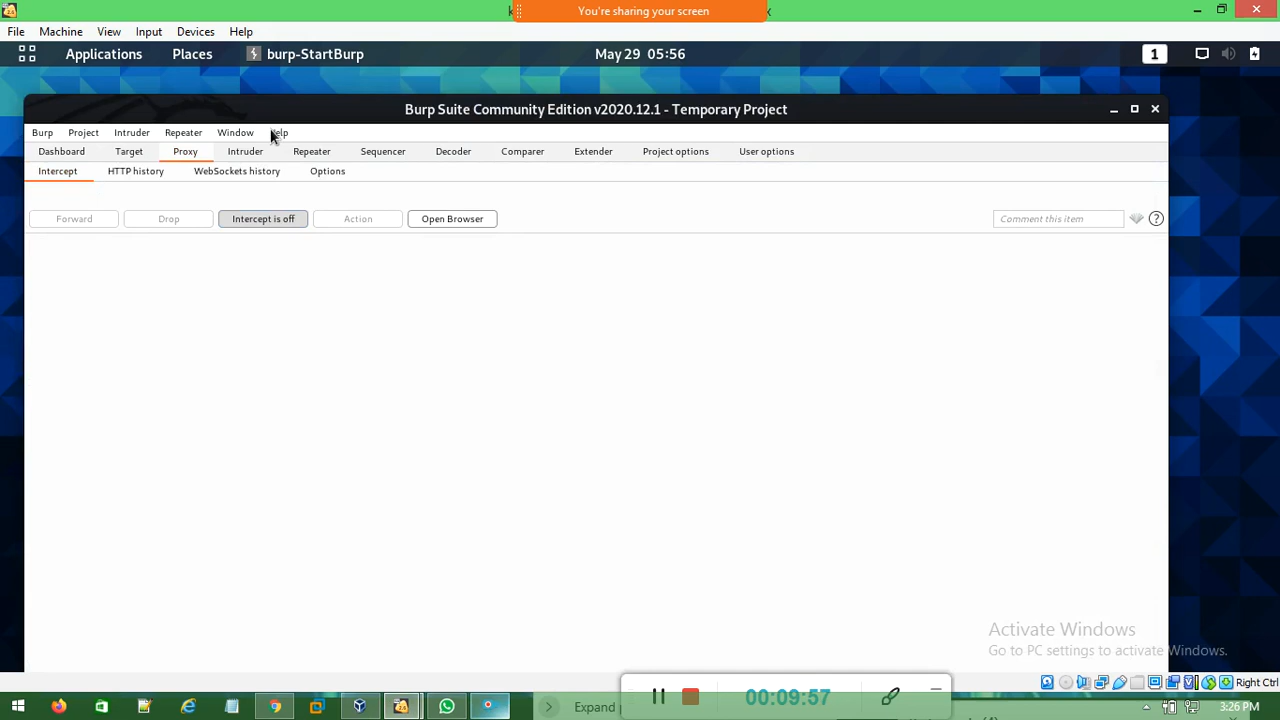 You're sharing your screen
File Machine View Input Devices Help
Applications Places burp-StartBurp May 29 05:56 1
Burp Suite Community Edition v2020.12.1 - Temporary Project
Burp Project Intruder Repeater Window Help
Dashboard Target Proxy Intruder Repeater Sequencer Decoder Comparer Extender Project options User options
Intercept HTTP history WebSockets history Options
Forward Drop Intercept is off Action Open Browser Comment this item ?
Activate Windows
Go to PC settings to activate Windows.
Right Ctrl
00:09:57
Expand
3:26 PM